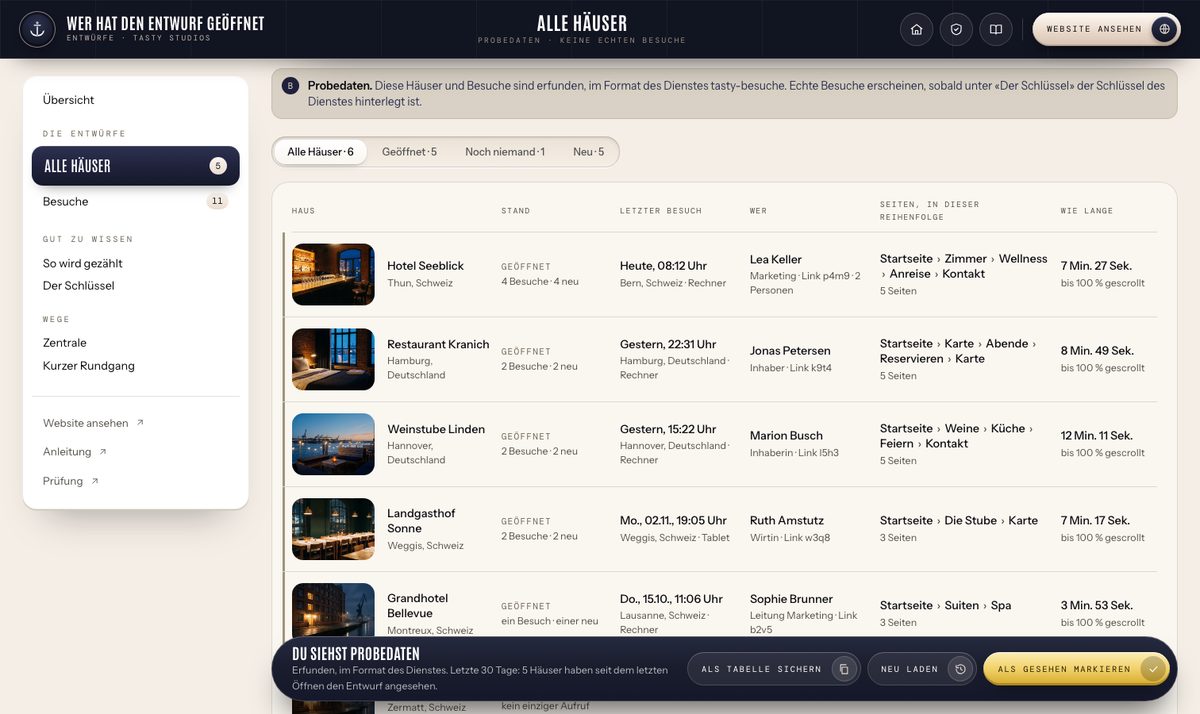 WER HAT DEN ENTWURF GEÖFFNET
ENTWÜRFE · TASTY STUDIOS
ALLE HÄUSER
PROBEDATEN · KEINE ECHTEN BESUCHE
WEBSITE ANSEHEN
Übersicht
DIE ENTWÜRFE
ALLE HÄUSER 5
Besuche 11
GUT ZU WISSEN
So wird gezählt
Der Schlüssel
WEGE
Zentrale
Kurzer Rundgang
Website ansehen ↗
Anleitung ↗
Prüfung ↗
B Probedaten. Diese Häuser und Besuche sind erfunden, im Format des Dienstes tasty-besuche. Echte Besuche erscheinen, sobald unter «Der Schlüssel» der Schlüssel des
Dienstes hinterlegt ist.
Alle Häuser · 6 Geöffnet · 5 Noch niemand · 1 Neu · 5
HAUS STAND LETZTER BESUCH WER SEITEN, IN DIESER
REIHENFOLGE WIE LANGE
Hotel Seeblick
Thun, Schweiz
GEÖFFNET
4 Besuche · 4 neu
Heute, 08:12 Uhr
Bern, Schweiz · Rechner
Lea Keller
Marketing · Link p4m9 · 2
Personen
Startseite › Zimmer › Wellness
› Anreise › Kontakt
5 Seiten
7 Min. 27 Sek.
bis 100 % gescrollt
Restaurant Kranich
Hamburg,
Deutschland
GEÖFFNET
2 Besuche · 2 neu
Gestern, 22:31 Uhr
Hamburg, Deutschland ·
Rechner
Jonas Petersen
Inhaber · Link k9t4
Startseite › Karte › Abende ›
Reservieren › Karte
5 Seiten
8 Min. 49 Sek.
bis 100 % gescrollt
Weinstube Linden
Hannover,
Deutschland
GEÖFFNET
2 Besuche · 2 neu
Gestern, 15:22 Uhr
Hannover, Deutschland ·
Rechner
Marion Busch
Inhaberin · Link l5h3
Startseite › Weine › Küche ›
Feiern › Kontakt
5 Seiten
12 Min. 11 Sek.
bis 100 % gescrollt
Landgasthof
Sonne
Weggis, Schweiz
GEÖFFNET
2 Besuche · 2 neu
Mo., 02.11., 19:05 Uhr
Weggis, Schweiz · Tablet
Ruth Amstutz
Wirtin · Link w3q8
Startseite › Die Stube › Karte
3 Seiten
7 Min. 17 Sek.
bis 100 % gescrollt
Grandhotel
Bellevue
Montreux, Schweiz
GEÖFFNET
ein Besuch · einer neu
Do., 15.10., 11:06 Uhr
Lausanne, Schweiz ·
Rechner
Sophie Brunner
Leitung Marketing · Link
b2v5
Startseite › Suiten › Spa
3 Seiten
3 Min. 53 Sek.
bis 100 % gescrollt
DU SIEHST PROBEDATEN
Erfunden, im Format des Dienstes. Letzte 30 Tage: 5 Häuser haben seit dem letzten
Öffnen den Entwurf angesehen.
ALS TABELLE SICHERN
NEU LADEN
ALS GESEHEN MARKIEREN
Zermatt, Schweiz
kein einziger Aufruf